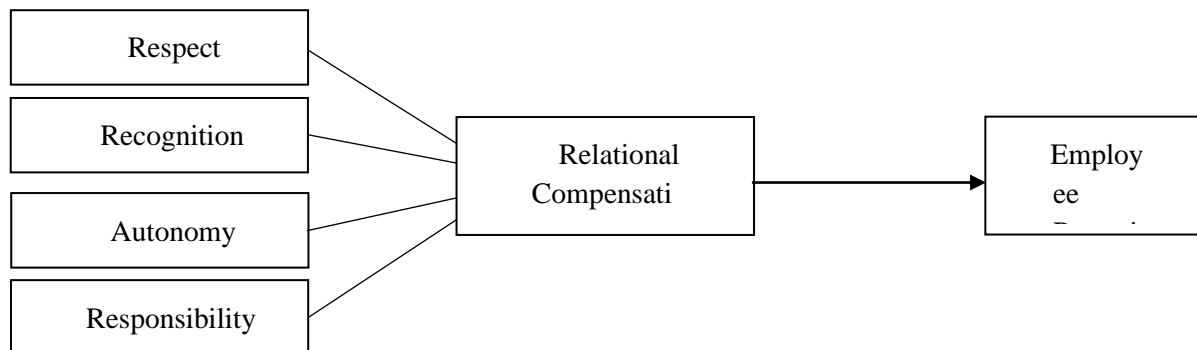 Respect
Recognition
Relational
Compensati
Employ
ee
Autonomy
Responsibility